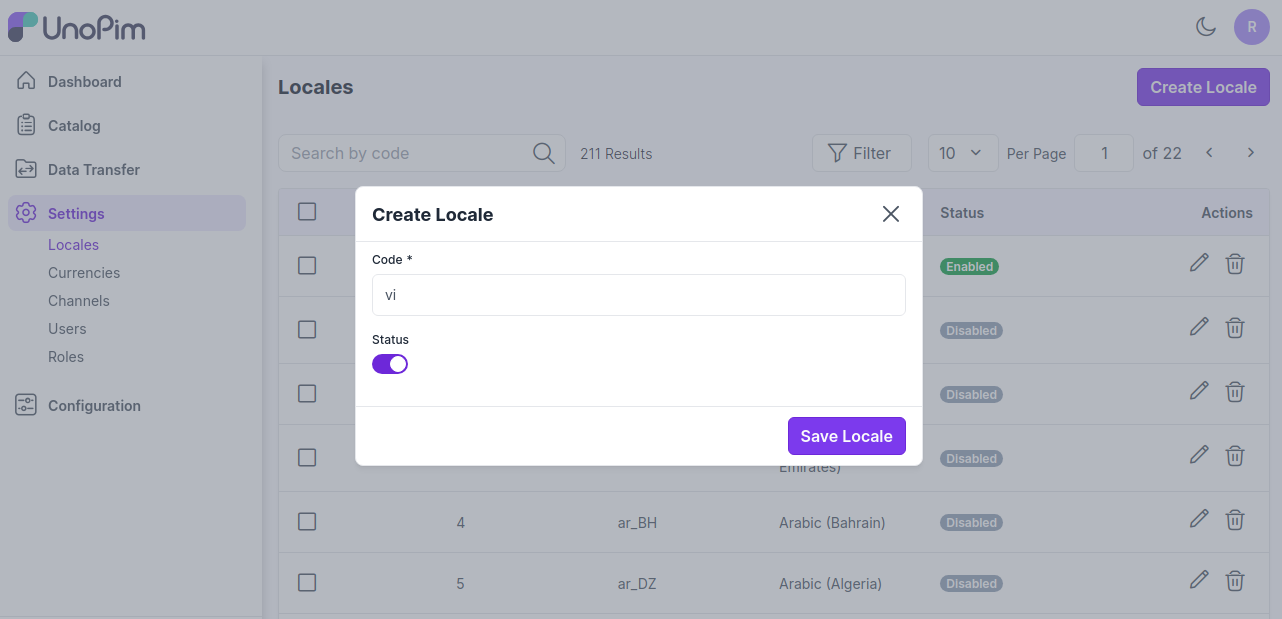 UnoPim
R
Dashboard
Catalog
Data Transfer
Settings
Locales
Currencies
Channels
Users
Roles
Configuration
Locales
Create Locale
Search by code
211 Results
Filter
10
Per Page
1
of 22
Status
Actions
Enabled
Disabled
Disabled
Emirates)
Disabled
4
ar_BH
Arabic (Bahrain)
Disabled
5
ar_DZ
Arabic (Algeria)
Disabled
Create Locale
Code *
vi
Status
Save Locale